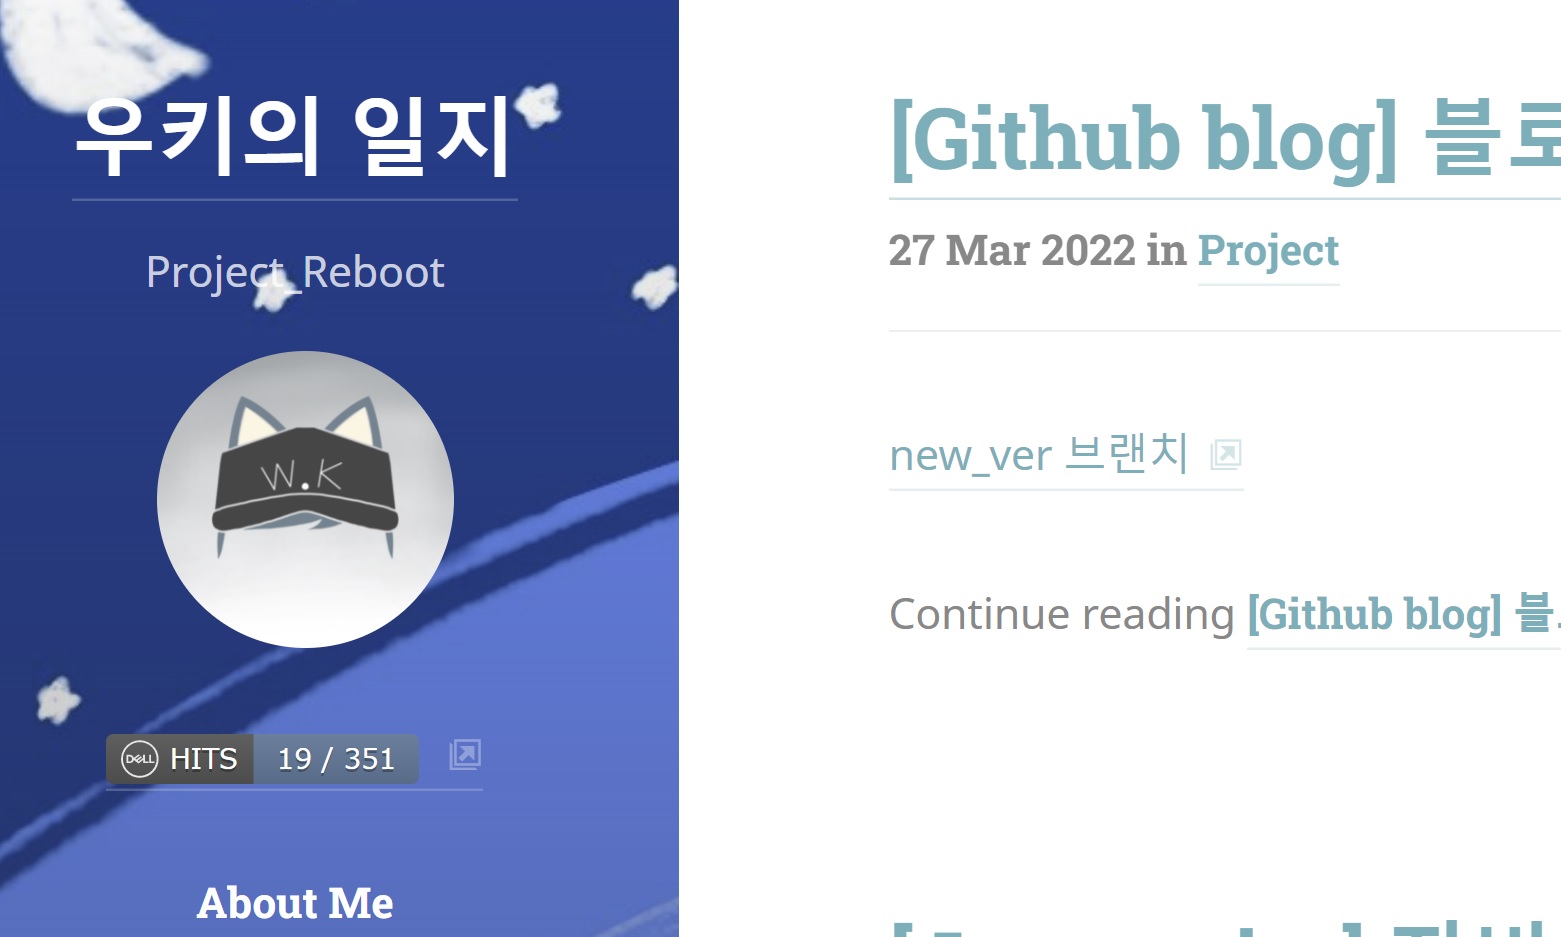 우키의 일지
Project_Reboot
W.K
DELL HITS 19 / 351
About Me
[Github blog]
27 Mar 2022 in Project
new_ver 브랜치
Continue reading [Github blog]